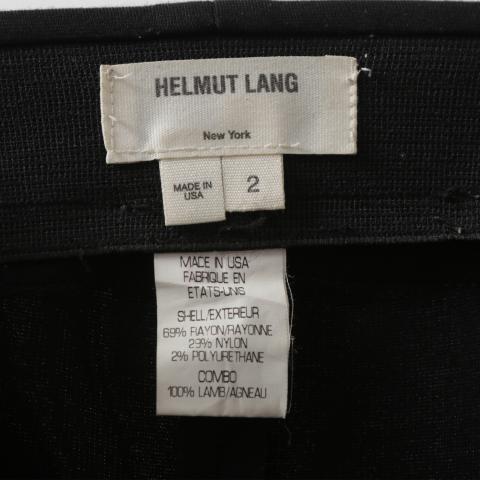 HELMUT LANG
New York
MADE IN
USA
2
MADE IN USA
FABRIQUE EN
ETATS-UNIS
SHELL/EXTERIEUR
69% RAYON/RAYONNE
29% NYLON
2% POLYURETHANE
COMBO
100% LAMB/AGNEAU